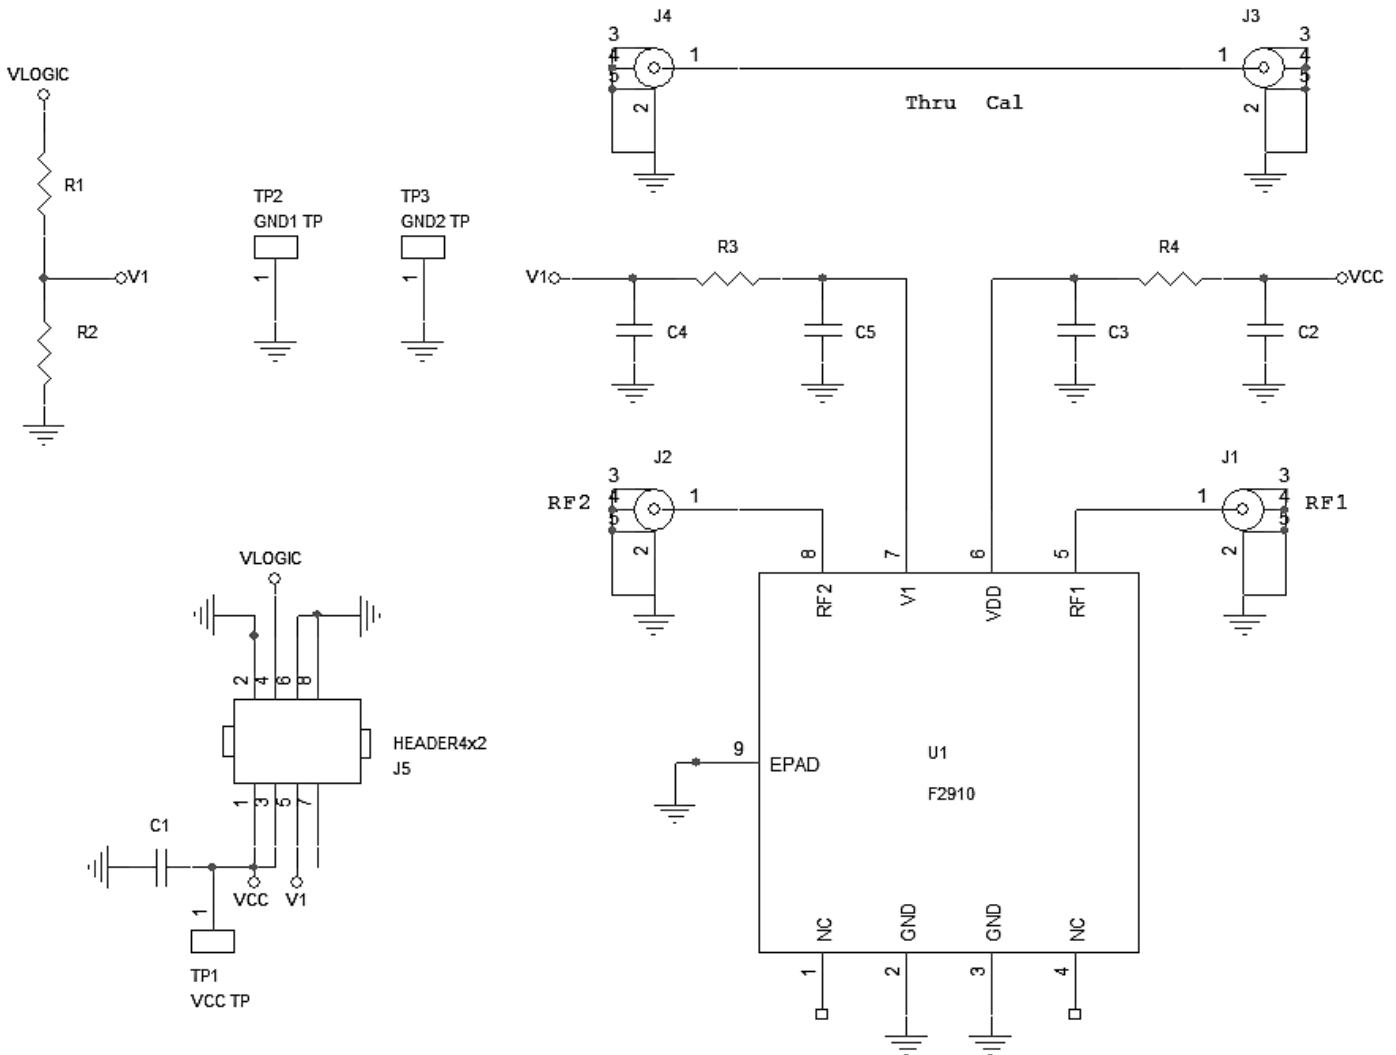 J4
J3
3
4
5
1
2
1
3
4
5
2
Thru Cal
VLOGIC
R1
V1
R2
TP2
GND1 TP
1
TP3
GND2 TP
1
V1
R3
C4
C5
R4
VCC
C3
C2
J2
RF2
3
4
5
1
2
J1
RF1
1
3
4
5
2
8
7
6
5
RF2
V1
VDD
RF1
9
EPAD
U1
F2910
NC
GND
GND
NC
1
2
3
4
VLOGIC
2
4
6
8
HEADER4x2
J5
1
3
5
7
C1
VCC
V1
1
TP1
VCC TP